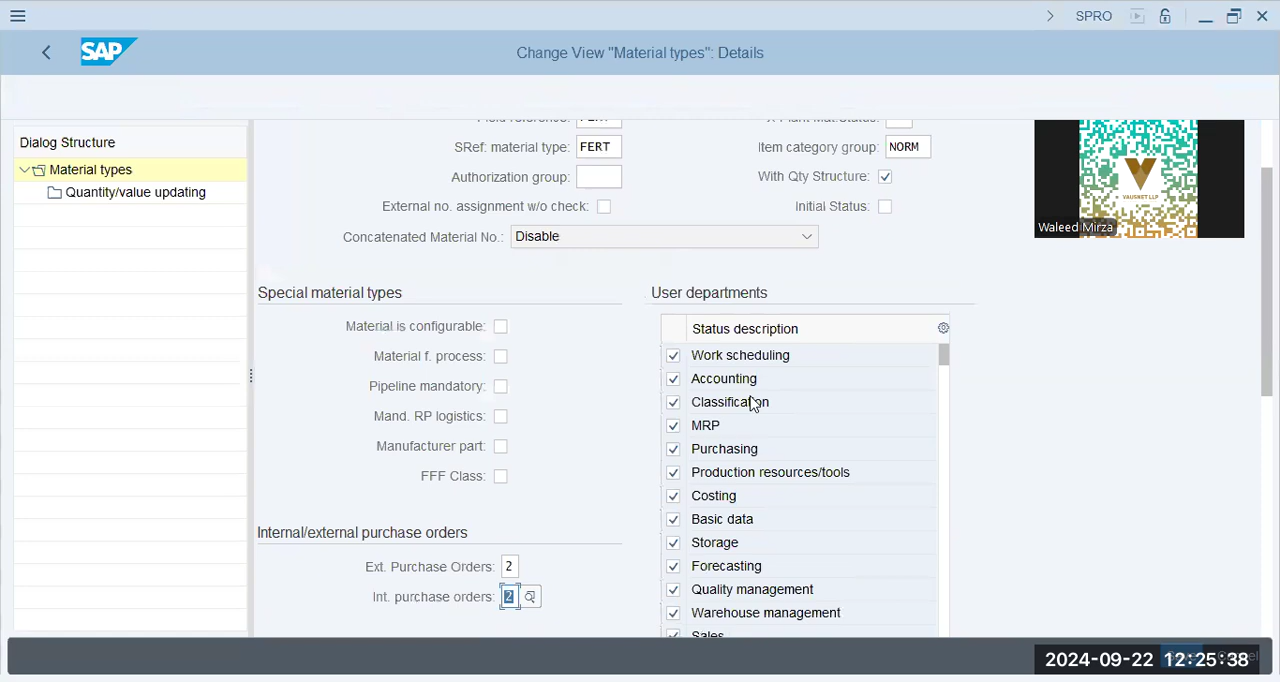 SPRO
SAP
Change View "Material types": Details
Dialog Structure
Material types
Quantity/value updating
Field reference: FERT
X-Plant Mat.Status:
SRef: material type: FERT
Item category group: NORM
Authorization group:
With Qty Structure:
External no. assignment w/o check:
Initial Status:
Concatenated Material No.: Disable
VAUSNET LLP
Waleed Mirza
Special material types
Material is configurable:
Material f. process:
Pipeline mandatory:
Mand. RP logistics:
Manufacturer part:
FFF Class:
Internal/external purchase orders
Ext. Purchase Orders: 2
Int. purchase orders: 2
User departments
Status description
Work scheduling
Accounting
Classification
MRP
Purchasing
Production resources/tools
Costing
Basic data
Storage
Forecasting
Quality management
Warehouse management
Sales
2024-09-22 12:25:38